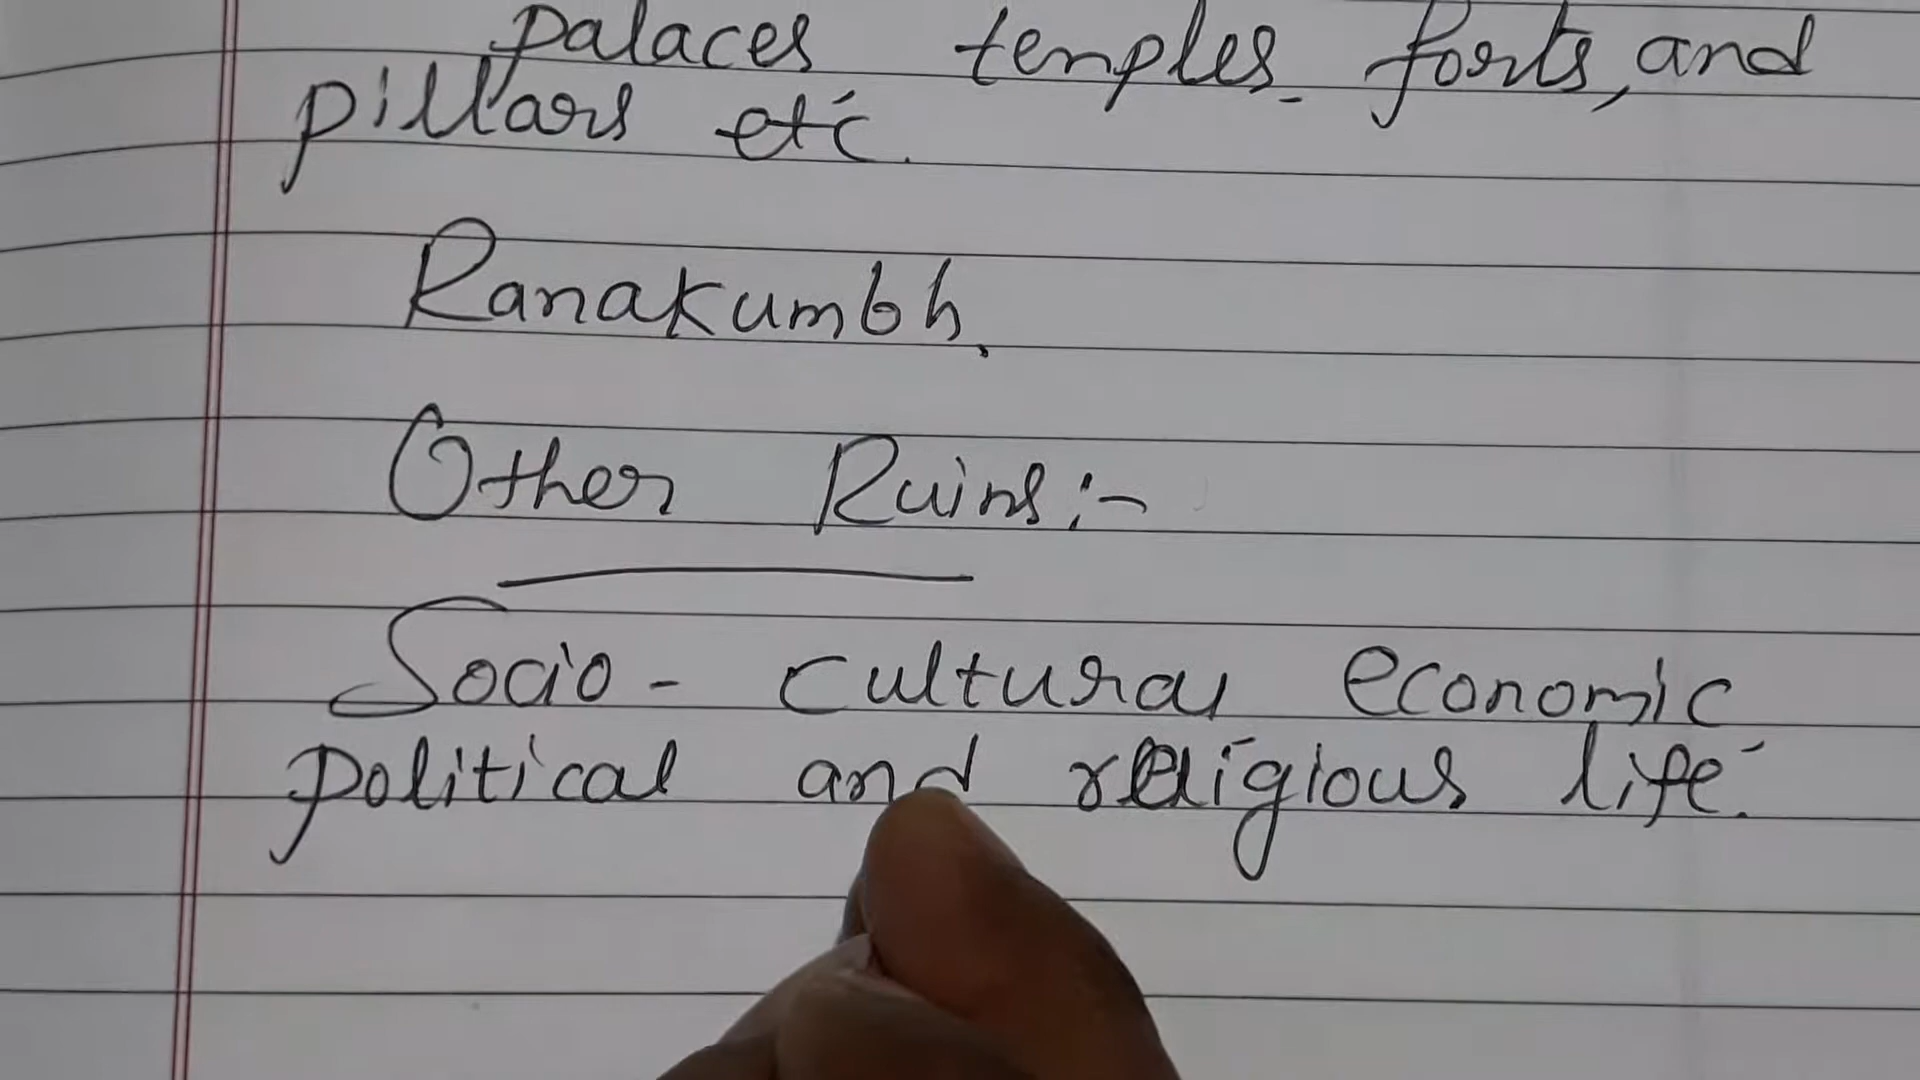 palaces temples. forts, and
pillars etc.
Ranakumbh.
Other Ruins:-
Socio - cultural economic
political and religious life.